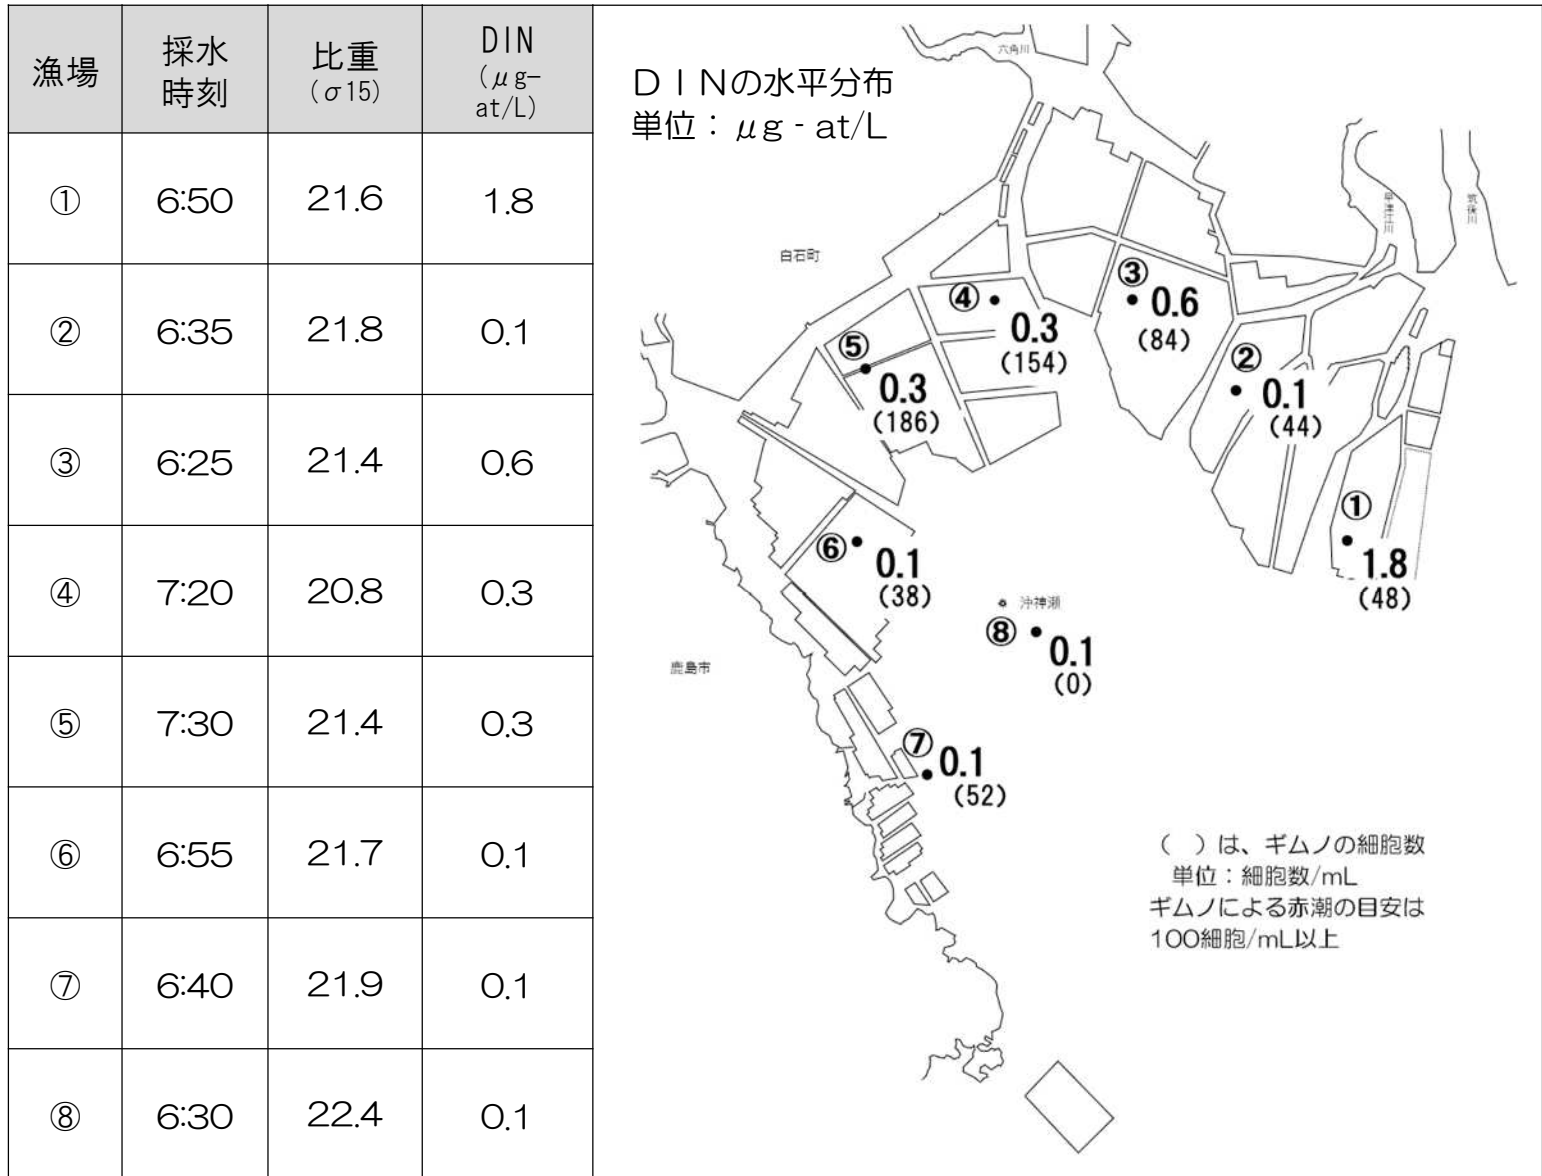 漁場
採水
時刻
比重
(σ15)
DIN
(μg-
at/L)
① 6:50 21.6 1.8
② 6:35 21.8 0.1
③ 6:25 21.4 0.6
④ 7:20 20.8 0.3
⑤ 7:30 21.4 0.3
⑥ 6:55 21.7 0.1
⑦ 6:40 21.9 0.1
⑧ 6:30 22.4 0.1
DINの水平分布
単位：μg‐at/L
六角川
早津江川
筑後川
白石町
③
0.6
(84)
④
0.3
(154)
⑤
0.3
(186)
②
0.1
(44)
①
1.8
(48)
⑥
0.1
(38)
沖神瀬
⑧
0.1
(0)
鹿島市
⑦
0.1
(52)
（　）は、ギムノの細胞数
単位：細胞数/mL
ギムノによる赤潮の目安は
100細胞/mL以上